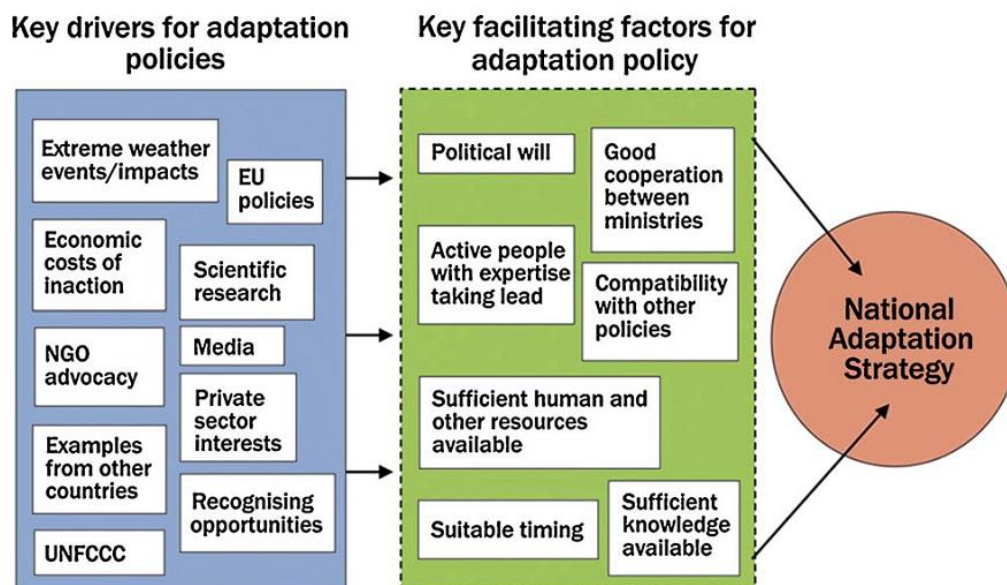 Key drivers for adaptation
policies
Extreme weather
events/impacts
EU
policies
Economic
costs of
inaction
Scientific
research
NGO
advocacy
Media
Private
sector
interests
Examples
from other
countries
Recognising
opportunities
UNFCCC
Key facilitating factors for
adaptation policy
Political will
Good
cooperation
between
ministries
Active people
with expertise
taking lead
Compatibility
with other
policies
Sufficient human and
other resources
available
Suitable timing
Sufficient
knowledge
available
National
Adaptation
Strategy